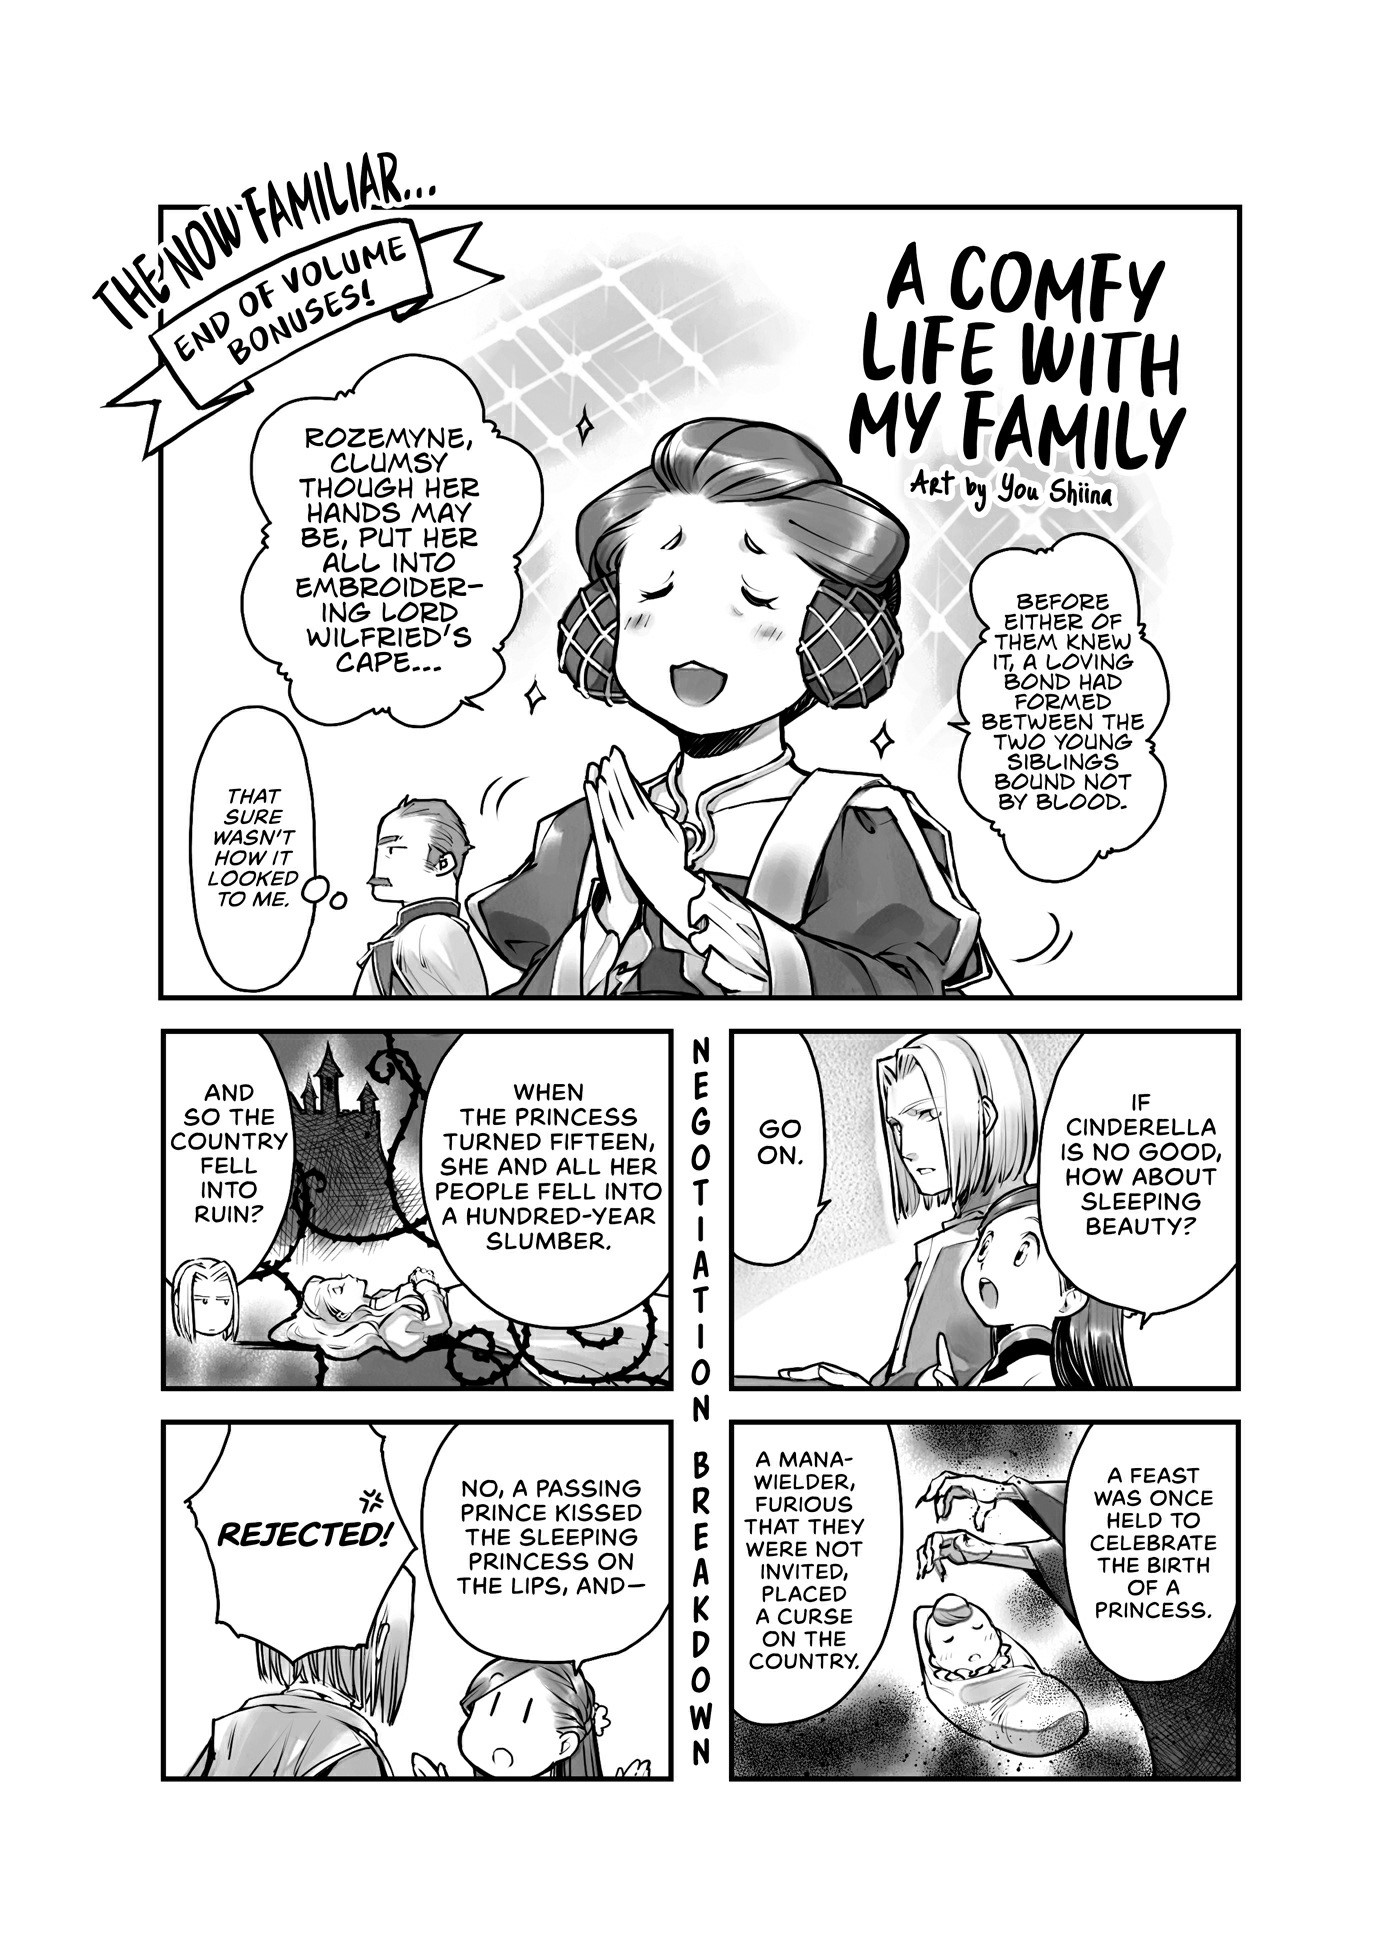 THE NOW FAMILIAR...
END OF VOLUME
BONUSES!
A COMFY
LIFE WITH
MY FAMILY
Art by You Shiina
BEFORE
EITHER OF
THEM KNEW
IT, A LOVING
BOND HAD
FORMED
BETWEEN THE
TWO YOUNG
SIBLINGS
BOUND NOT
BY BLOOD.
ROZEMYNE,
CLUMSY
THOUGH HER
HANDS MAY
BE, PUT HER
ALL INTO
EMBROIDER-
ING LORD
WILFRIED'S
CAPE...
THAT
SURE
WASN'T
HOW IT
LOOKED
TO ME.
NEGOTIATION BREAKDOWN
IF
CINDERELLA
IS NO GOOD,
HOW ABOUT
SLEEPING
BEAUTY?
GO
ON.
A FEAST
WAS ONCE
HELD TO
CELEBRATE
THE BIRTH
OF A
PRINCESS.
A MANA-
WIELDER,
FURIOUS
THAT THEY
WERE NOT
INVITED,
PLACED
A CURSE
ON THE
COUNTRY.
WHEN
THE PRINCESS
TURNED FIFTEEN,
SHE AND ALL HER
PEOPLE FELL INTO
A HUNDRED-YEAR
SLUMBER.
AND
SO THE
COUNTRY
FELL
INTO
RUIN?
NO, A PASSING
PRINCE KISSED
THE SLEEPING
PRINCESS ON
THE LIPS, AND—
REJECTED!